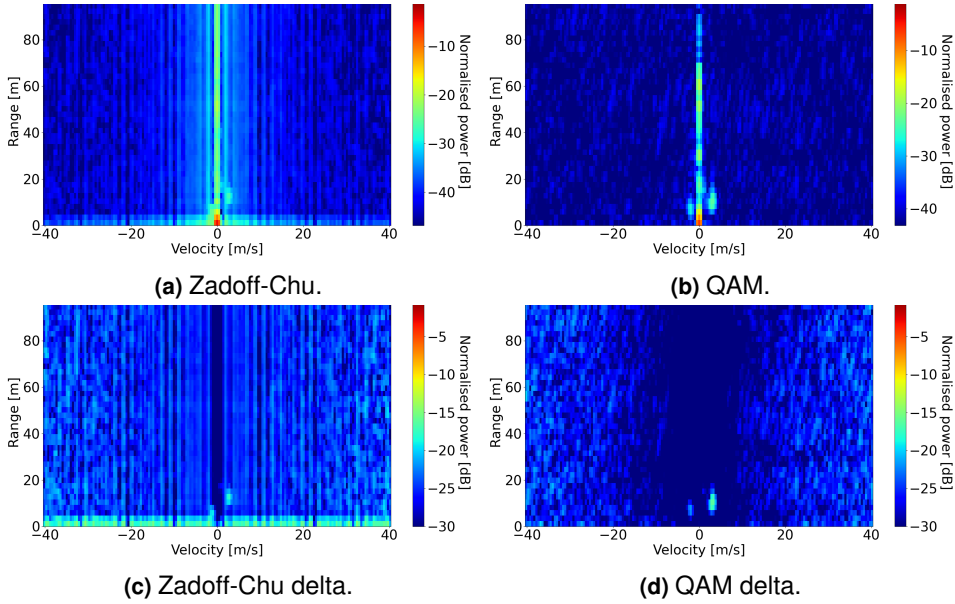 80
60
40
20
0
Range [m]
−40 −20 0 20 40
Velocity [m/s]
−10
−20
−30
−40
Normalised power [dB]
(a) Zadoff-Chu.
80
60
40
20
0
Range [m]
−40 −20 0 20 40
Velocity [m/s]
−10
−20
−30
−40
Normalised power [dB]
(b) QAM.
80
60
40
20
0
Range [m]
−40 −20 0 20 40
Velocity [m/s]
−5
−10
−15
−20
−25
−30
Normalised power [dB]
(c) Zadoff-Chu delta.
80
60
40
20
0
Range [m]
−40 −20 0 20 40
Velocity [m/s]
−5
−10
−15
−20
−25
−30
Normalised power [dB]
(d) QAM delta.